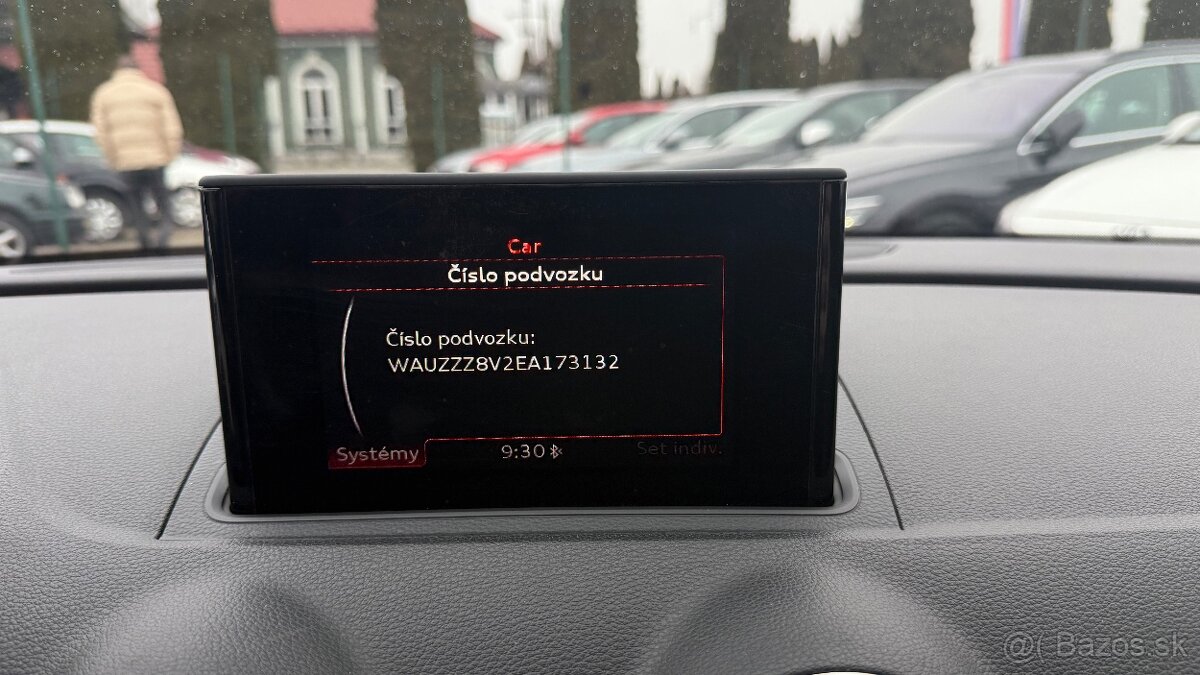 Car
Číslo podvozku
Číslo podvozku:
WAUZZZ8V2EA173132
Systémy
9:30
Set indiv.
@( Bazos.sk